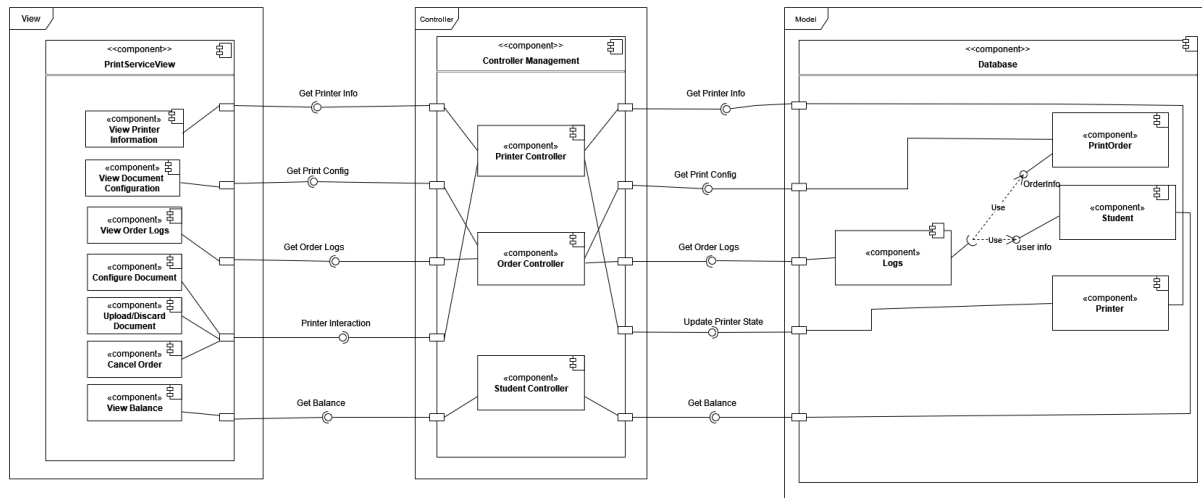 View
<<component>>
PrintServiceView
«component»
View Printer
Information
«component»
View Document
Configuration
«component»
View Order Logs
«component»
Configure Document
«component»
Upload/Discard
Document
«component»
Cancel Order
«component»
View Balance
Get Printer Info
Get Print Config
Get Order Logs
Printer Interaction
Get Balance
Controller
<<component>>
Controller Management
«component»
Printer Controller
«component»
Order Controller
«component»
Student Controller
Get Printer Info
Get Print Config
Get Order Logs
Update Printer State
Get Balance
Model
<<component>>
Database
«component»
PrintOrder
OrderInfo
Use
«component»
Student
Use
user info
«component»
Logs
«component»
Printer